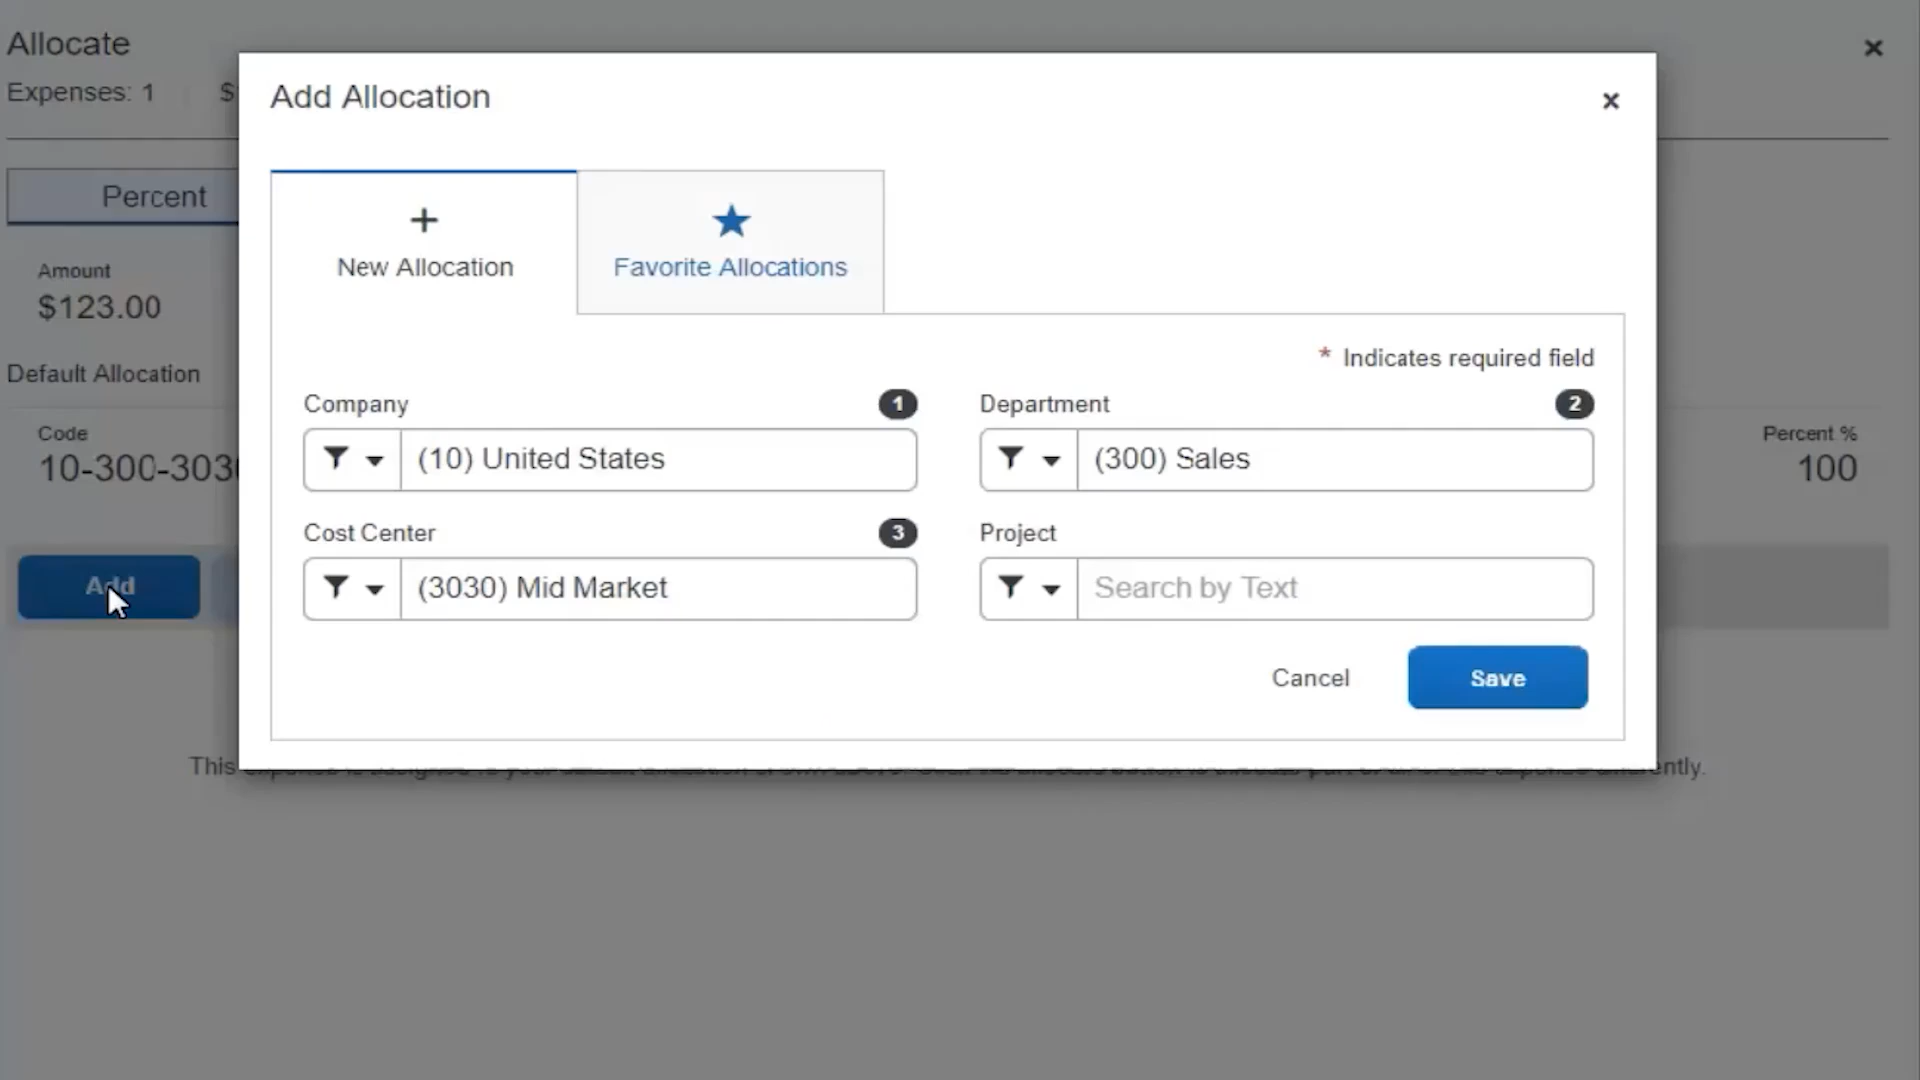 Allocate
Expenses: 1
$
Add Allocation
Percent
New Allocation
Favorite Allocations
Amount
$123.00
* Indicates required field
Default Allocation
Company 1
Department 2
(10) United States
(300) Sales
Code
10-300-3030
Percent %
100
Cost Center 3
Project
(3030) Mid Market
Search by Text
Add
Cancel
Save
This